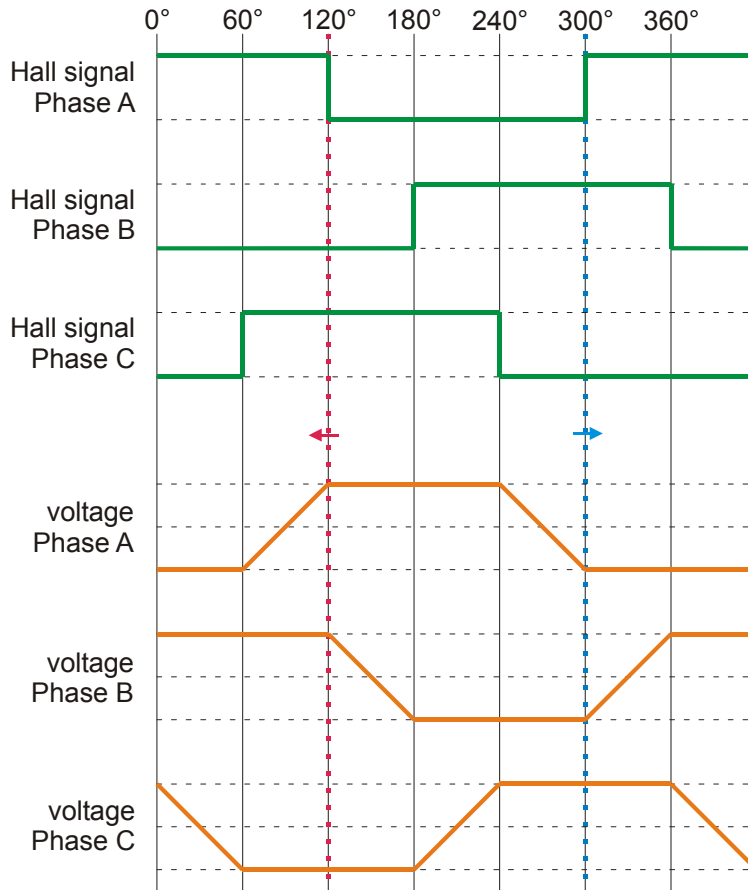 0° 60° 120° 180° 240° 300° 360°
Hall signal
Phase A
Hall signal
Phase B
Hall signal
Phase C
voltage
Phase A
voltage
Phase B
voltage
Phase C